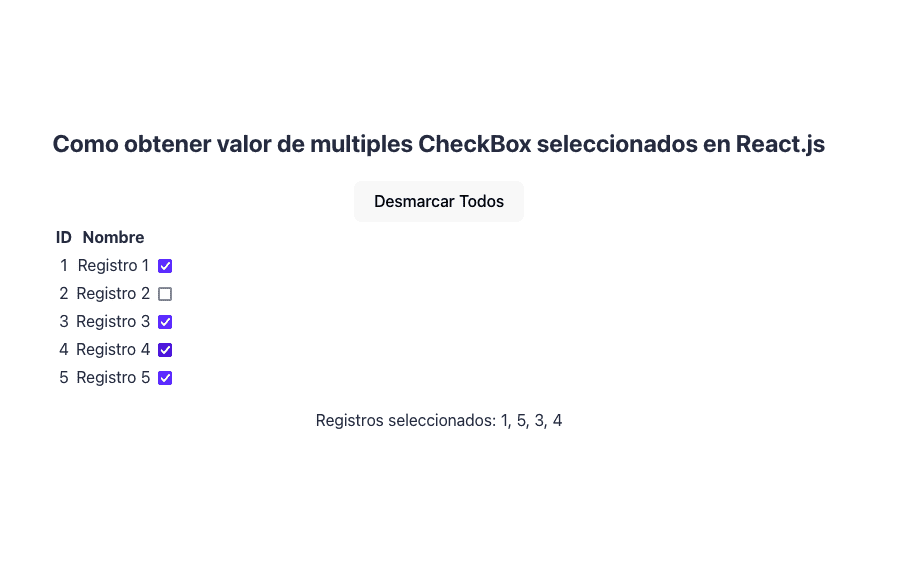 Como obtener valor de multiples CheckBox seleccionados en React.js
Desmarcar Todos
ID Nombre
1 Registro 1
2 Registro 2
3 Registro 3
4 Registro 4
5 Registro 5
Registros seleccionados: 1, 5, 3, 4